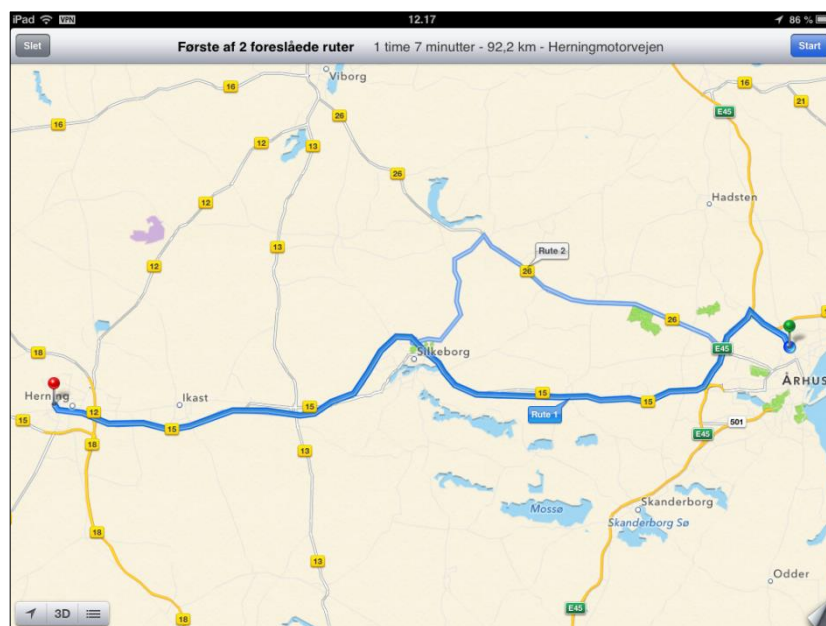 iPad VPN 12.17 86 %
Slet Første af 2 foreslåede ruter 1 time 7 minutter - 92,2 km - Herningmotorvejen Start
Viborg
16
16
16
E45
21
26
12
13
26
Hadsten
12
13
12
Rute 2
26
26
18
E45
Silkeborg
Herning
Ikast
15
15
ÅRHUS
12
15
15
15
Rute 1
501
18
13
E45
Skanderborg
Mossø
Skanderborg Sø
18
13
Odder
3D
18
E45